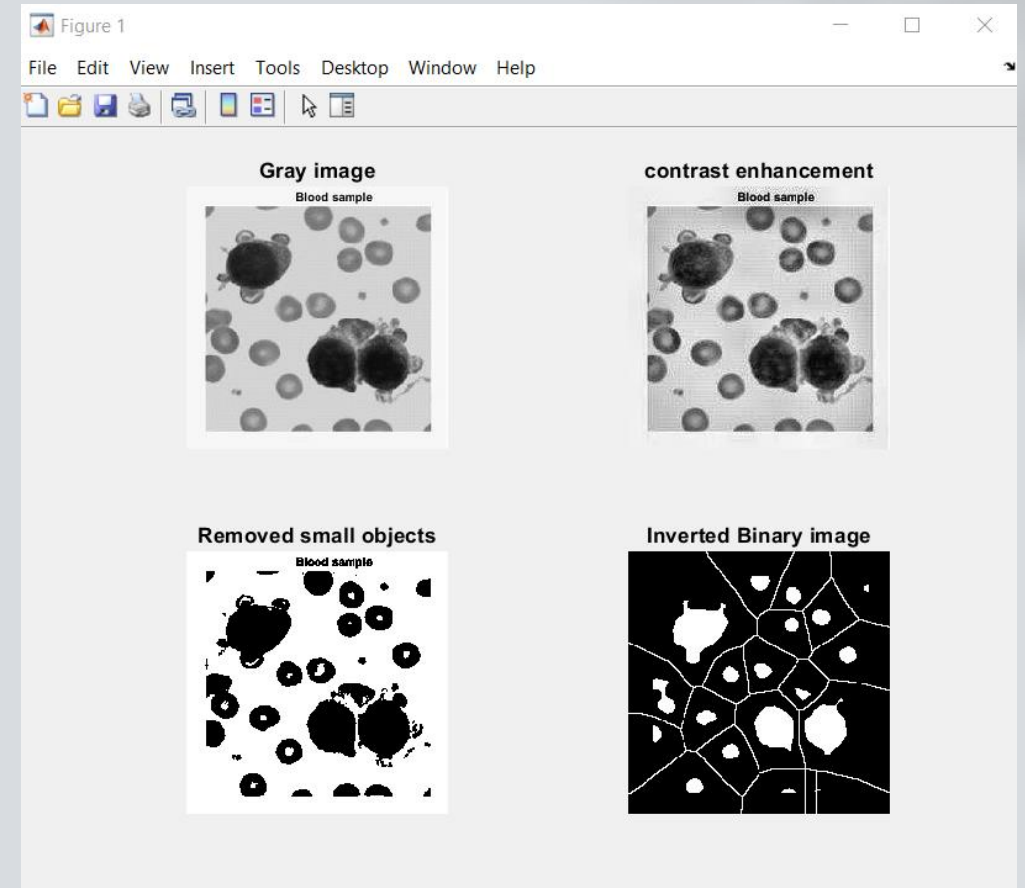 Figure 1
File Edit View Insert Tools Desktop Window Help
Gray image
Blood sample
contrast enhancement
Blood sample
Removed small objects
Blood sample
Inverted Binary image